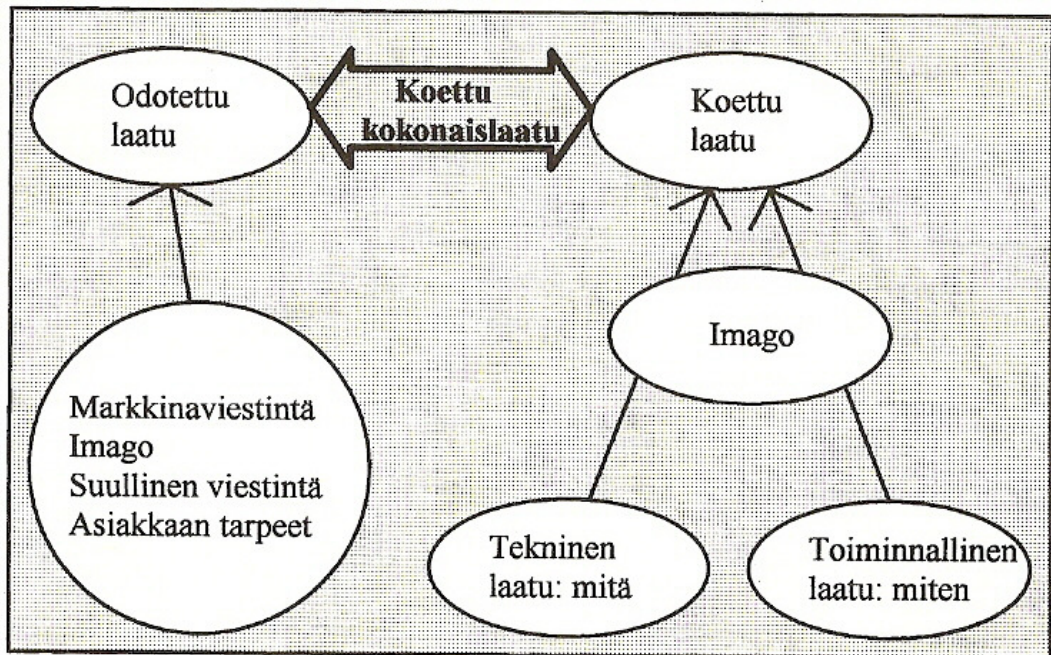 Odotettu
laatu
Koettu
kokonaislaatu
Koettu
laatu
Imago
Markkinaviestintä
Imago
Suullinen viestintä
Asiakkaan tarpeet
Tekninen
laatu: mitä
Toiminnallinen
laatu: miten